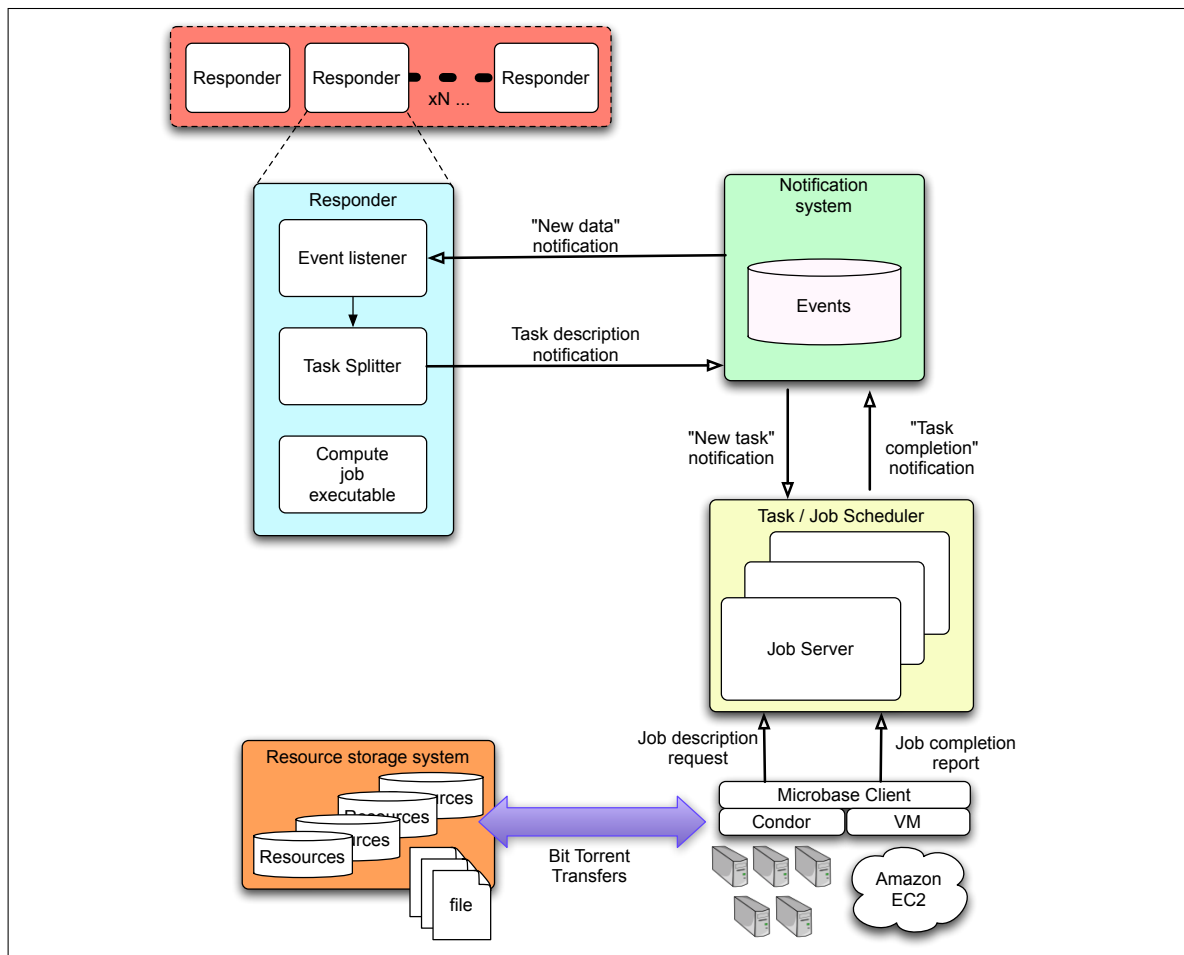 Responder
Responder
Responder
xN ...
Responder
Event listener
Task Splitter
Compute
job
executable
"New data"
notification
Task description
notification
Notification
system
Events
"New task"
notification
"Task
completion"
notification
Task / Job Scheduler
Job Server
Job description
request
Job completion
report
Microbase Client
Condor
VM
Amazon
EC2
Resource storage system
Resources
file
Bit Torrent
Transfers